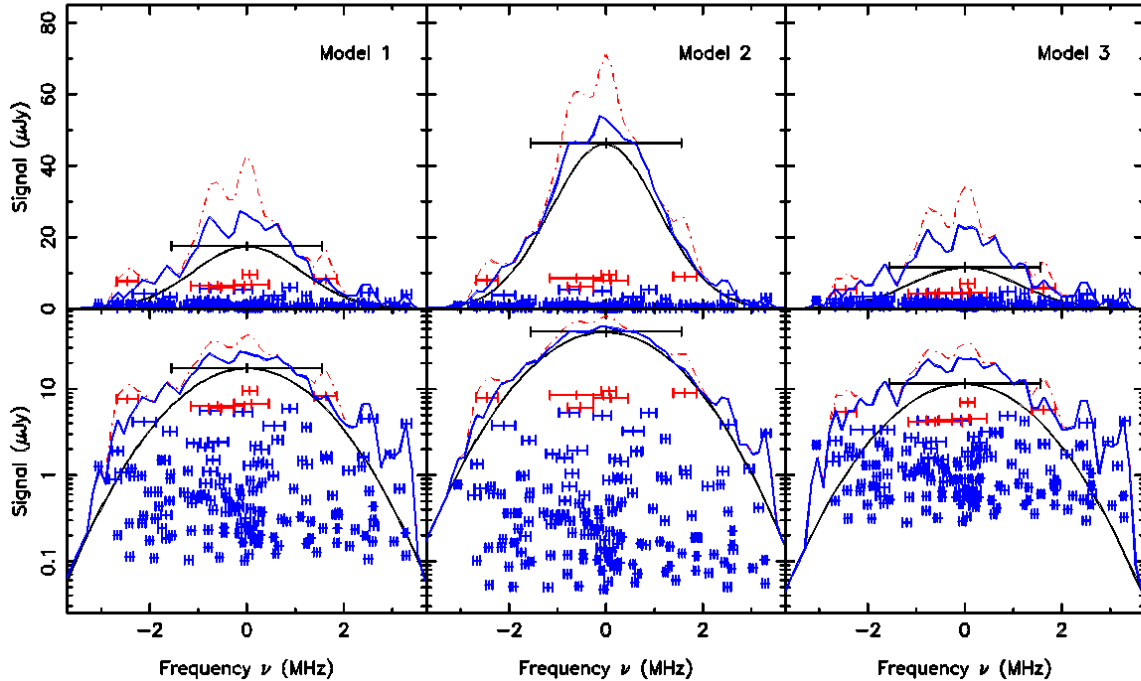 80
60
40
20
0
Signal (μJy)
Model 1
Model 2
Model 3
10
1
0.1
Signal (μJy)
−2 0 2 −2 0 2 −2 0 2
Frequency ν (MHz) Frequency ν (MHz) Frequency ν (MHz)